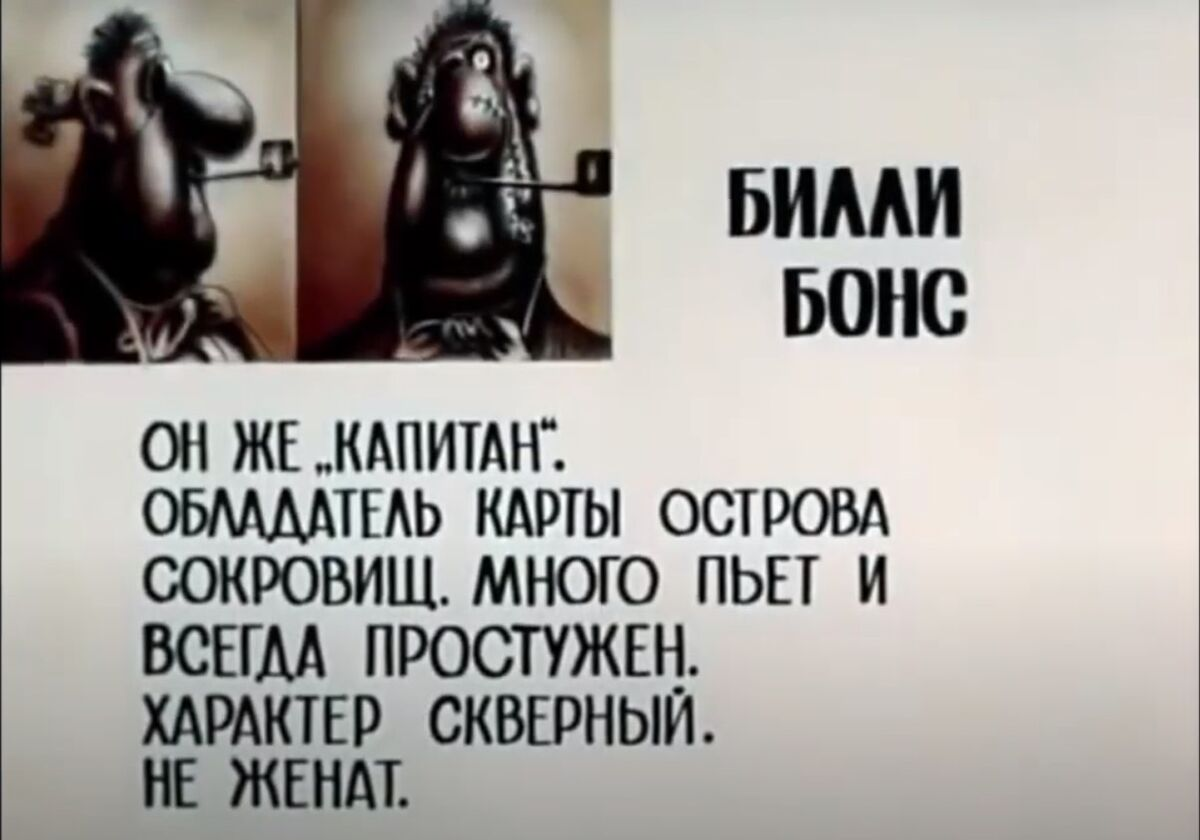 БИЛЛИ
БОНС
ОН ЖЕ „КАПИТАН“.
ОБЛАДАТЕЛЬ КАРТЫ ОСТРОВА
СОКРОВИЩ. МНОГО ПЬЕТ И
ВСЕГДА ПРОСТУЖЕН.
ХАРАКТЕР СКВЕРНЫЙ.
НЕ ЖЕНАТ.